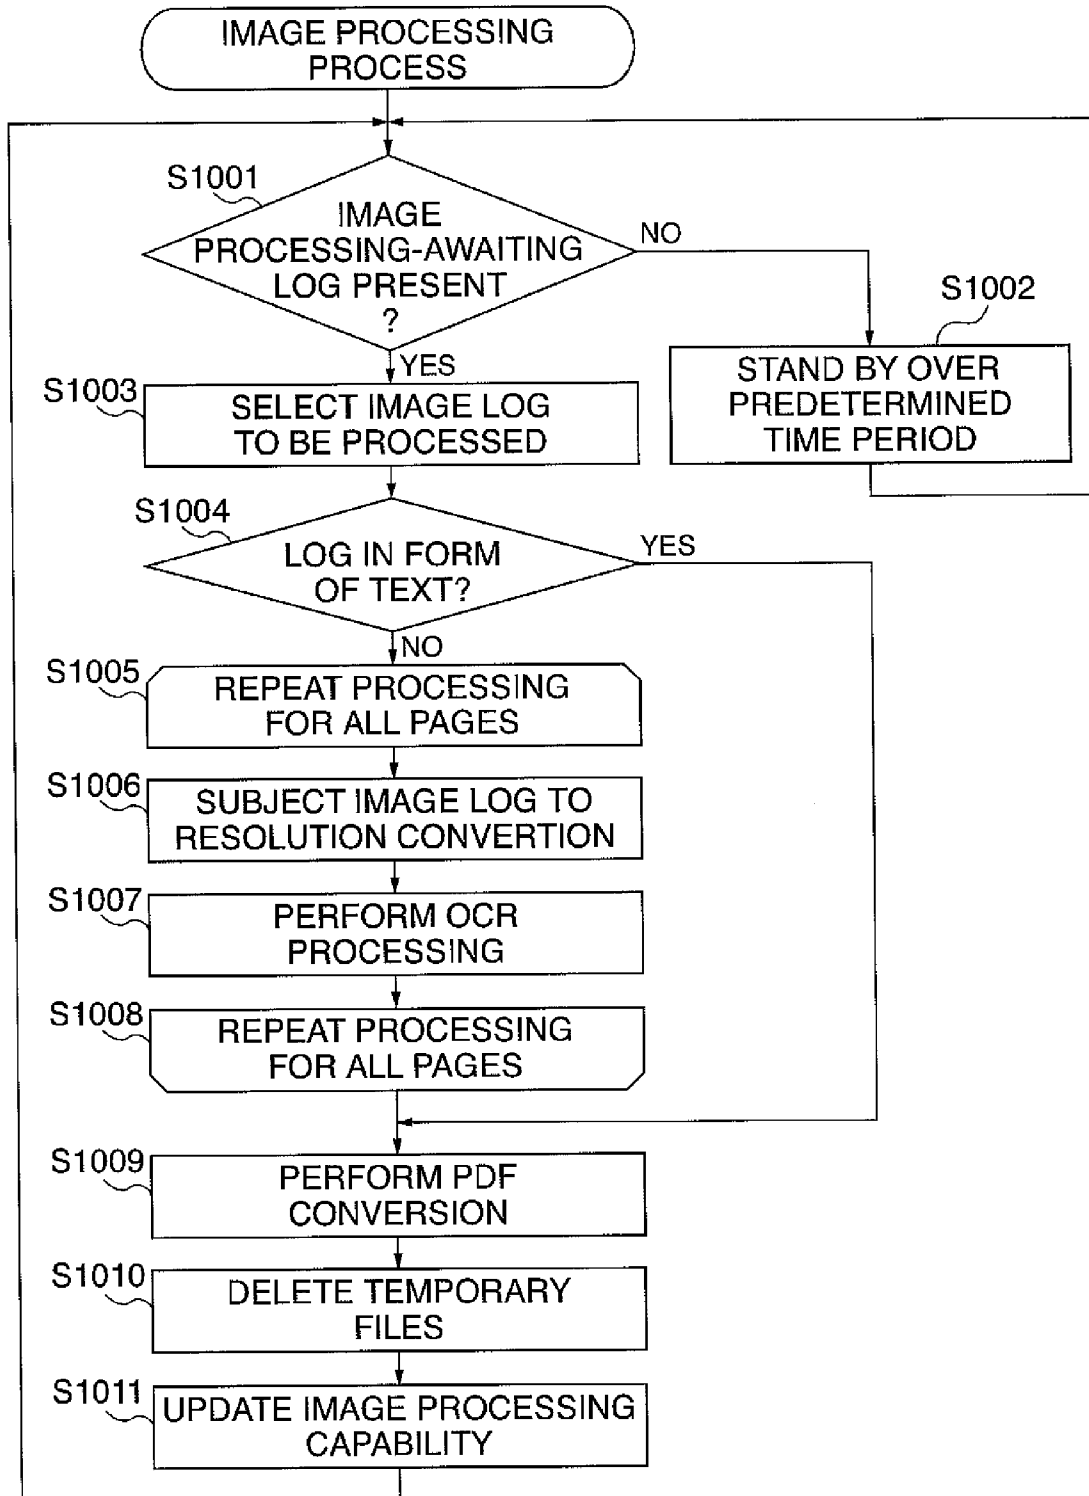 IMAGE PROCESSING
PROCESS
S1001
IMAGE
PROCESSING-AWAITING
LOG PRESENT
?
NO
YES
S1002
STAND BY OVER
PREDETERMINED
TIME PERIOD
S1003
SELECT IMAGE LOG
TO BE PROCESSED
S1004
LOG IN FORM
OF TEXT?
YES
NO
S1005
REPEAT PROCESSING
FOR ALL PAGES
S1006
SUBJECT IMAGE LOG TO
RESOLUTION CONVERTION
S1007
PERFORM OCR
PROCESSING
S1008
REPEAT PROCESSING
FOR ALL PAGES
S1009
PERFORM PDF
CONVERSION
S1010
DELETE TEMPORARY
FILES
S1011
UPDATE IMAGE PROCESSING
CAPABILITY